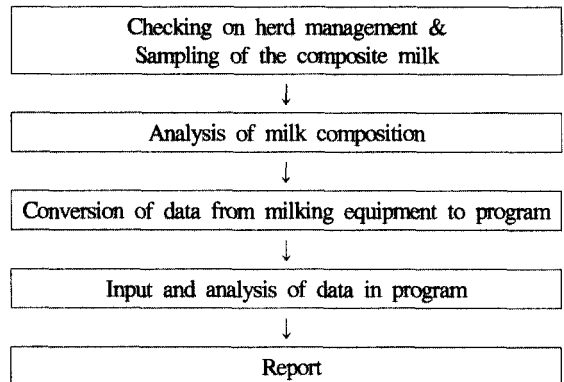 Checking on herd management &
Sampling of the composite milk
↓
Analysis of milk composition
↓
Conversion of data from milking equipment to program
↓
Input and analysis of data in program
↓
Report